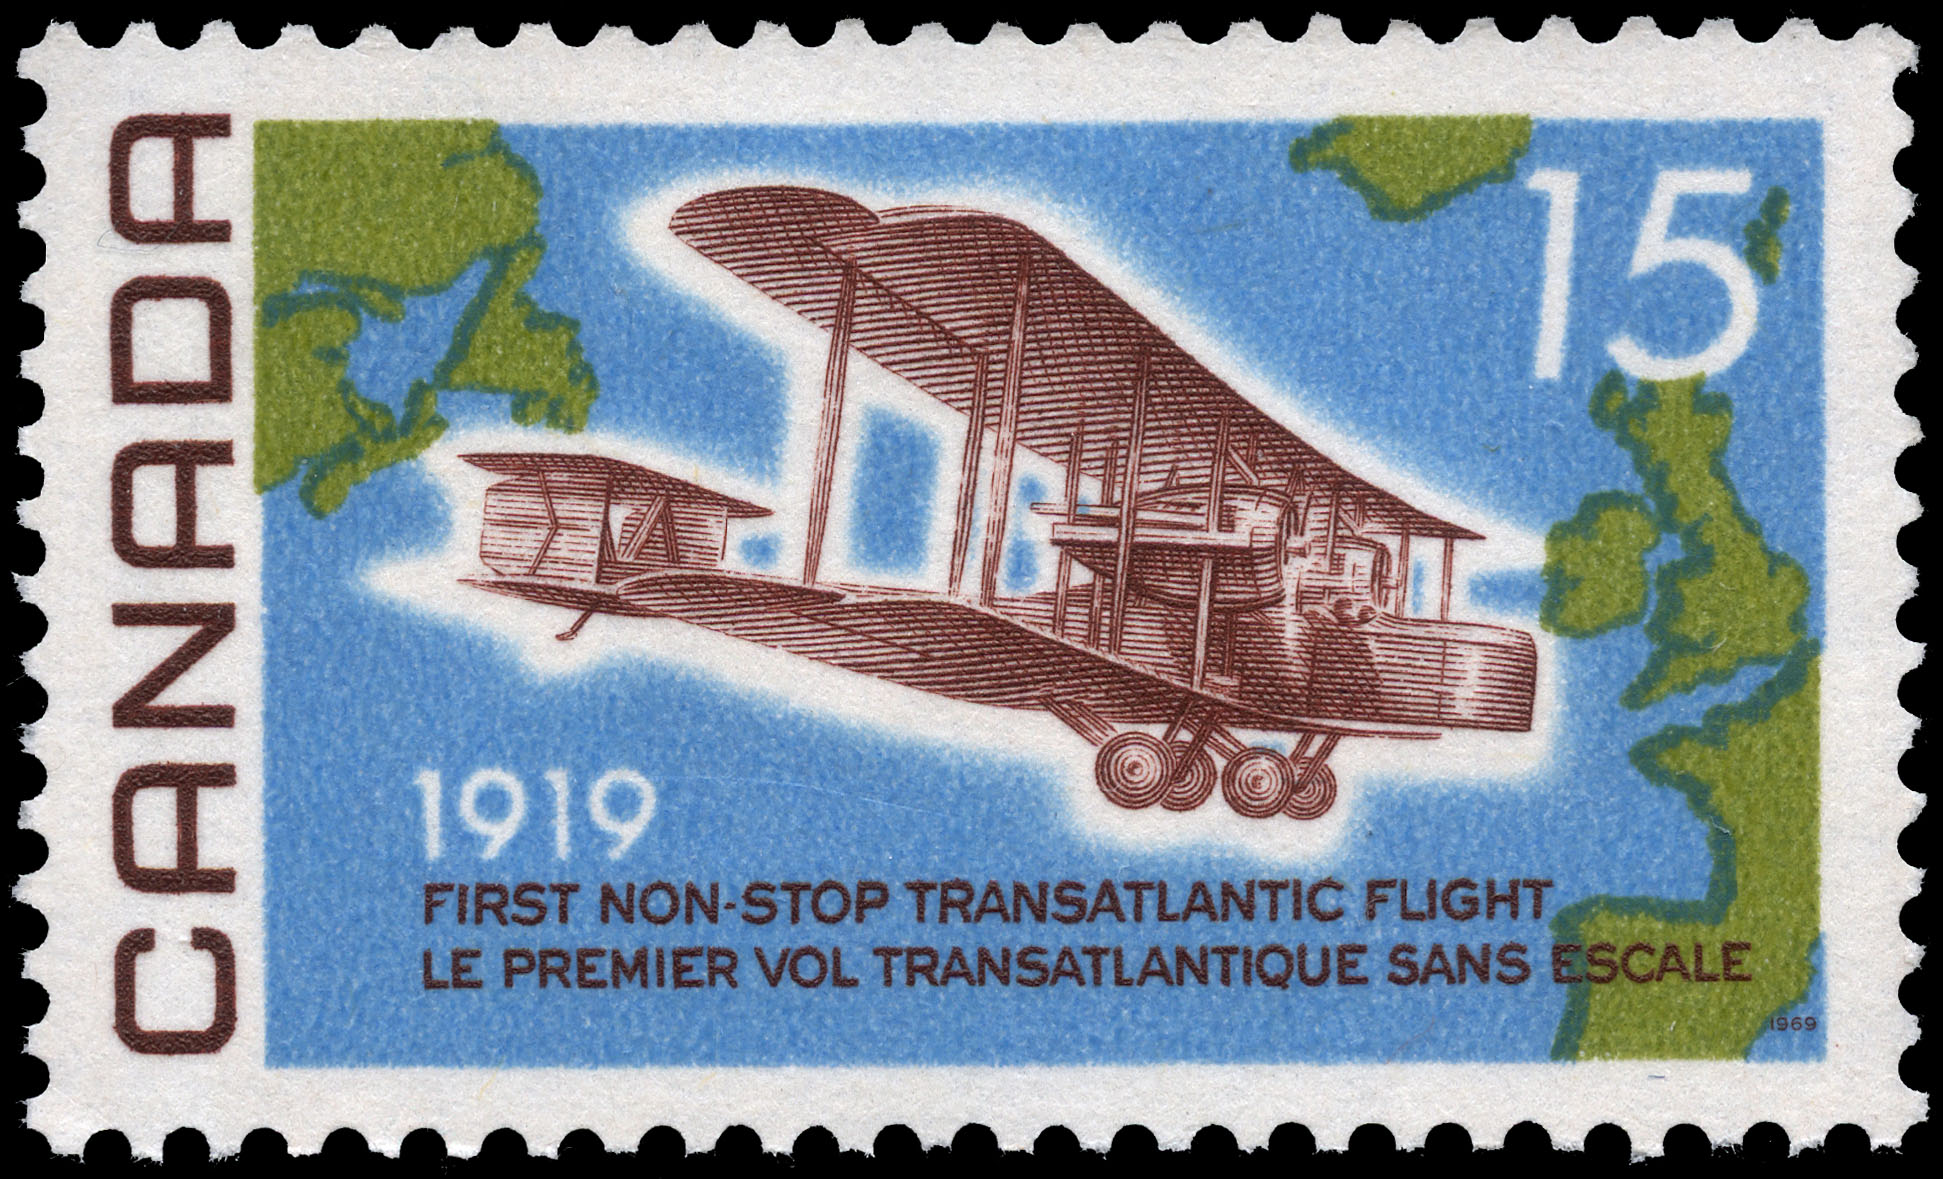 CANADA
15
1919
FIRST NON-STOP TRANSATLANTIC FLIGHT
LE PREMIER VOL TRANSATLANTIQUE SANS ESCALE
1969